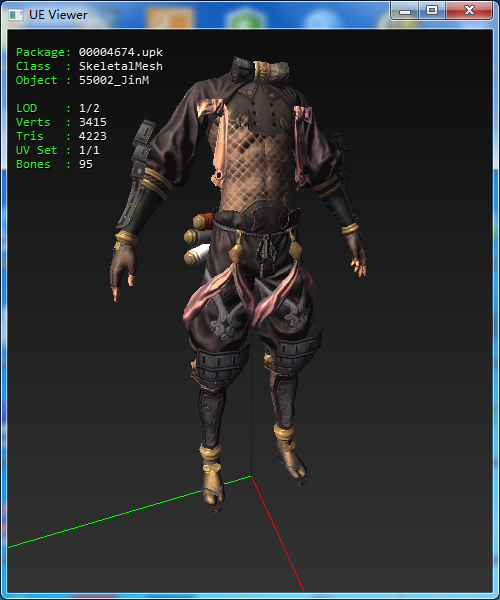 UE Viewer
Package: 00004674.upk
Class : SkeletalMesh
Object : 55002_JinM
LOD : 1/2
Verts : 3415
Tris : 4223
UV Set : 1/1
Bones : 95